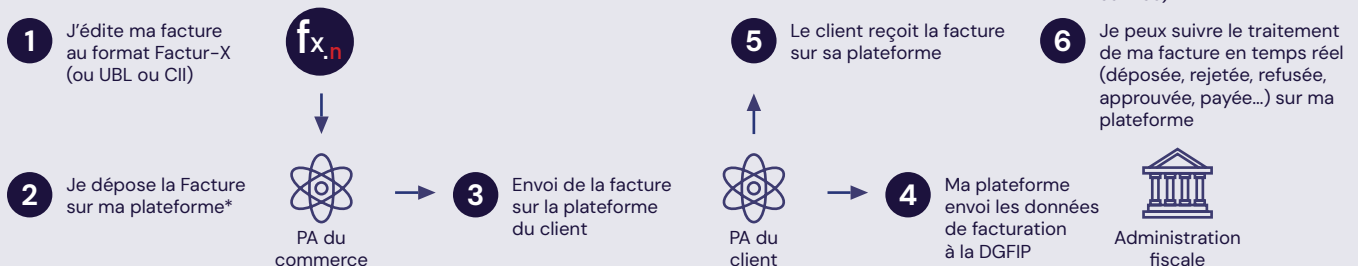 1
J'édite ma facture
au format Factur-X
(ou UBL ou CII)
fx.n
5
Le client reçoit la facture
sur sa plateforme
6
Je peux suivre le traitement
de ma facture en temps réel
(déposée, rejetée, refusée,
approuvée, payée...) sur ma
plateforme
2
Je dépose la Facture
sur ma plateforme*
PA du
commerce
3
Envoi de la facture
sur la plateforme
du client
PA du
client
4
Ma plateforme
envoi les données
de facturation
à la DGFIP
Administration
fiscale